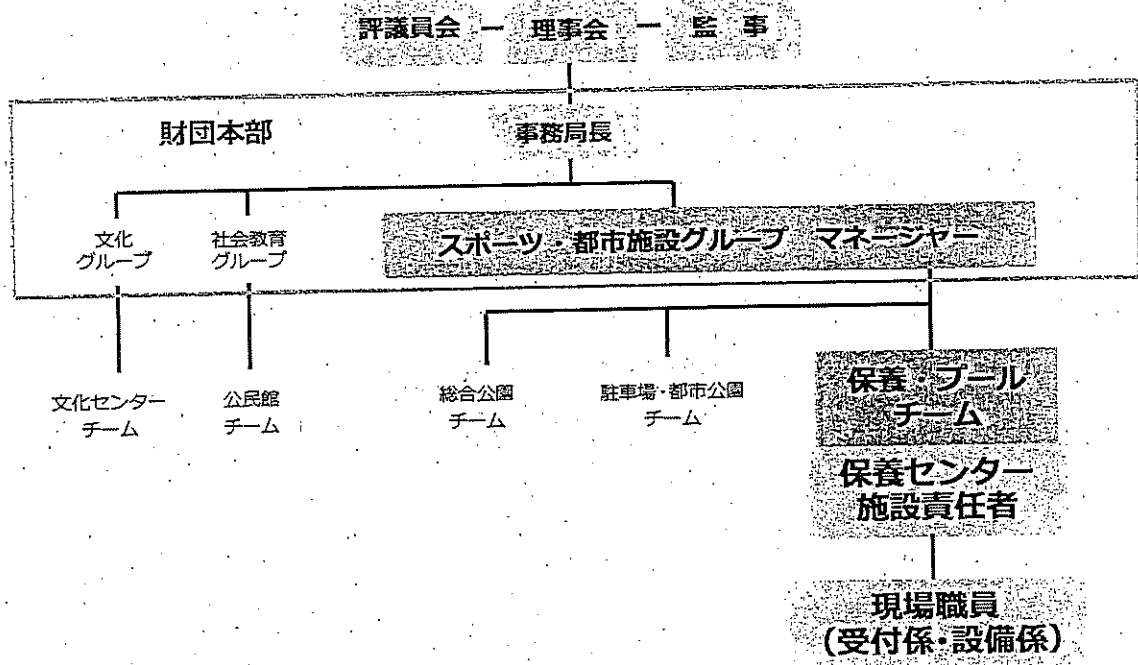 評議員会 ー 理事会 ー 監 事
財団本部
事務局長
文化
グループ
社会教育
グループ
スポーツ・都市施設グループ マネージャー
文化センター
チーム
公民館
チーム
総合公園
チーム
駐車場・都市公園
チーム
保養・プール
チーム
保養センター
施設責任者
現場職員
(受付係・設備係)